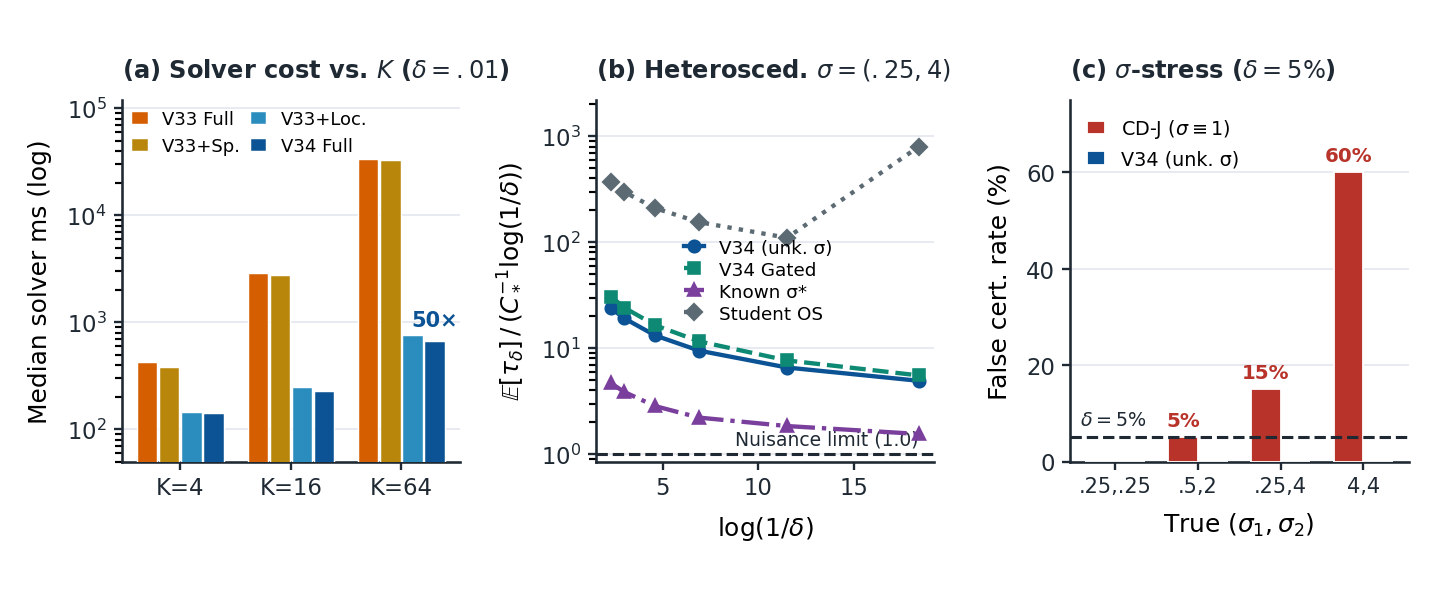 (a) Solver cost vs. K (δ = .01)
Median solver ms (log)
10⁵
10⁴
10³
10²
V33 Full
V33+Sp.
V33+Loc.
V34 Full
50×
K=4
K=16
K=64
(b) Heterosced. σ = (.25, 4)
𝔼[τ_δ] / (C_*⁻¹log(1/δ))
10³
10²
10¹
10⁰
V34 (unk. σ)
V34 Gated
Known σ*
Student OS
Nuisance limit (1.0)
5
10
15
log(1/δ)
(c) σ-stress (δ = 5%)
False cert. rate (%)
60
40
20
0
CD-J (σ ≡ 1)
V34 (unk. σ)
δ = 5%
5%
15%
60%
.25,.25
.5,2
.25,4
4,4
True (σ₁, σ₂)